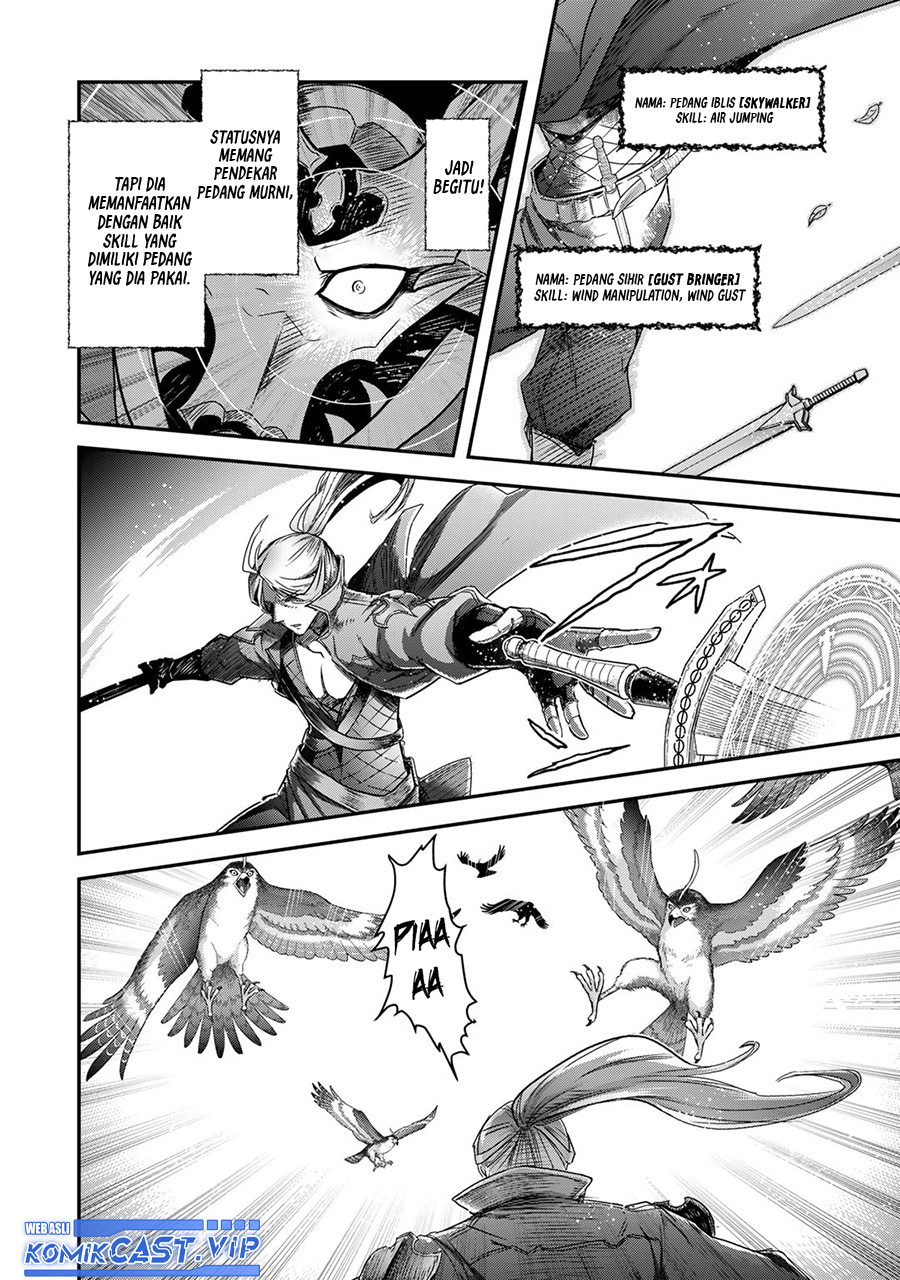 NAMA: PEDANG IBLIS [SKYWALKER]
SKILL: AIR JUMPING
NAMA: PEDANG SIHIR [GUST BRINGER]
SKILL: WIND MANIPULATION, WIND GUST
JADI
BEGITU!
STATUSNYA
MEMANG
PENDEKAR
PEDANG MURNI,
TAPI DIA
MEMANFAATKAN
DENGAN BAIK
SKILL YANG
DIMILIKI PEDANG
YANG DIA PAKAI.
PIAA
AA
WEB ASLI
KOMIKCAST.VIP